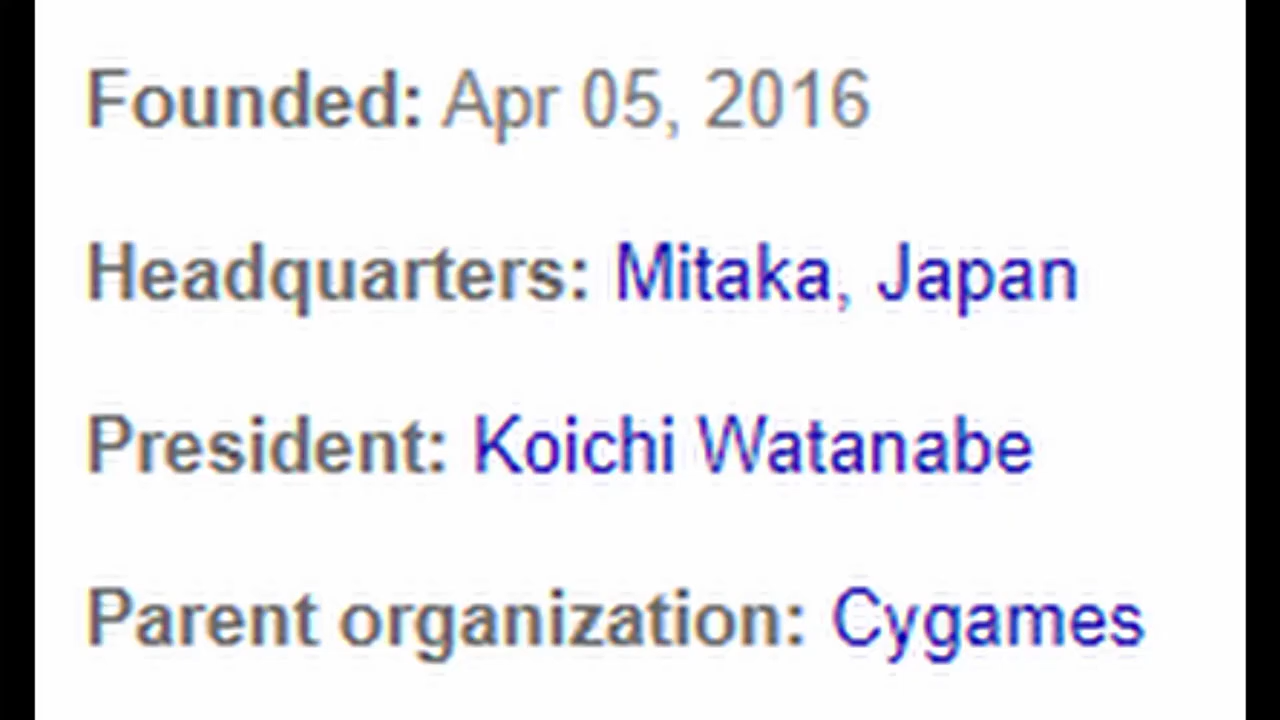 Founded: Apr 05, 2016
Headquarters: Mitaka, Japan
President: Koichi Watanabe
Parent organization: Cygames